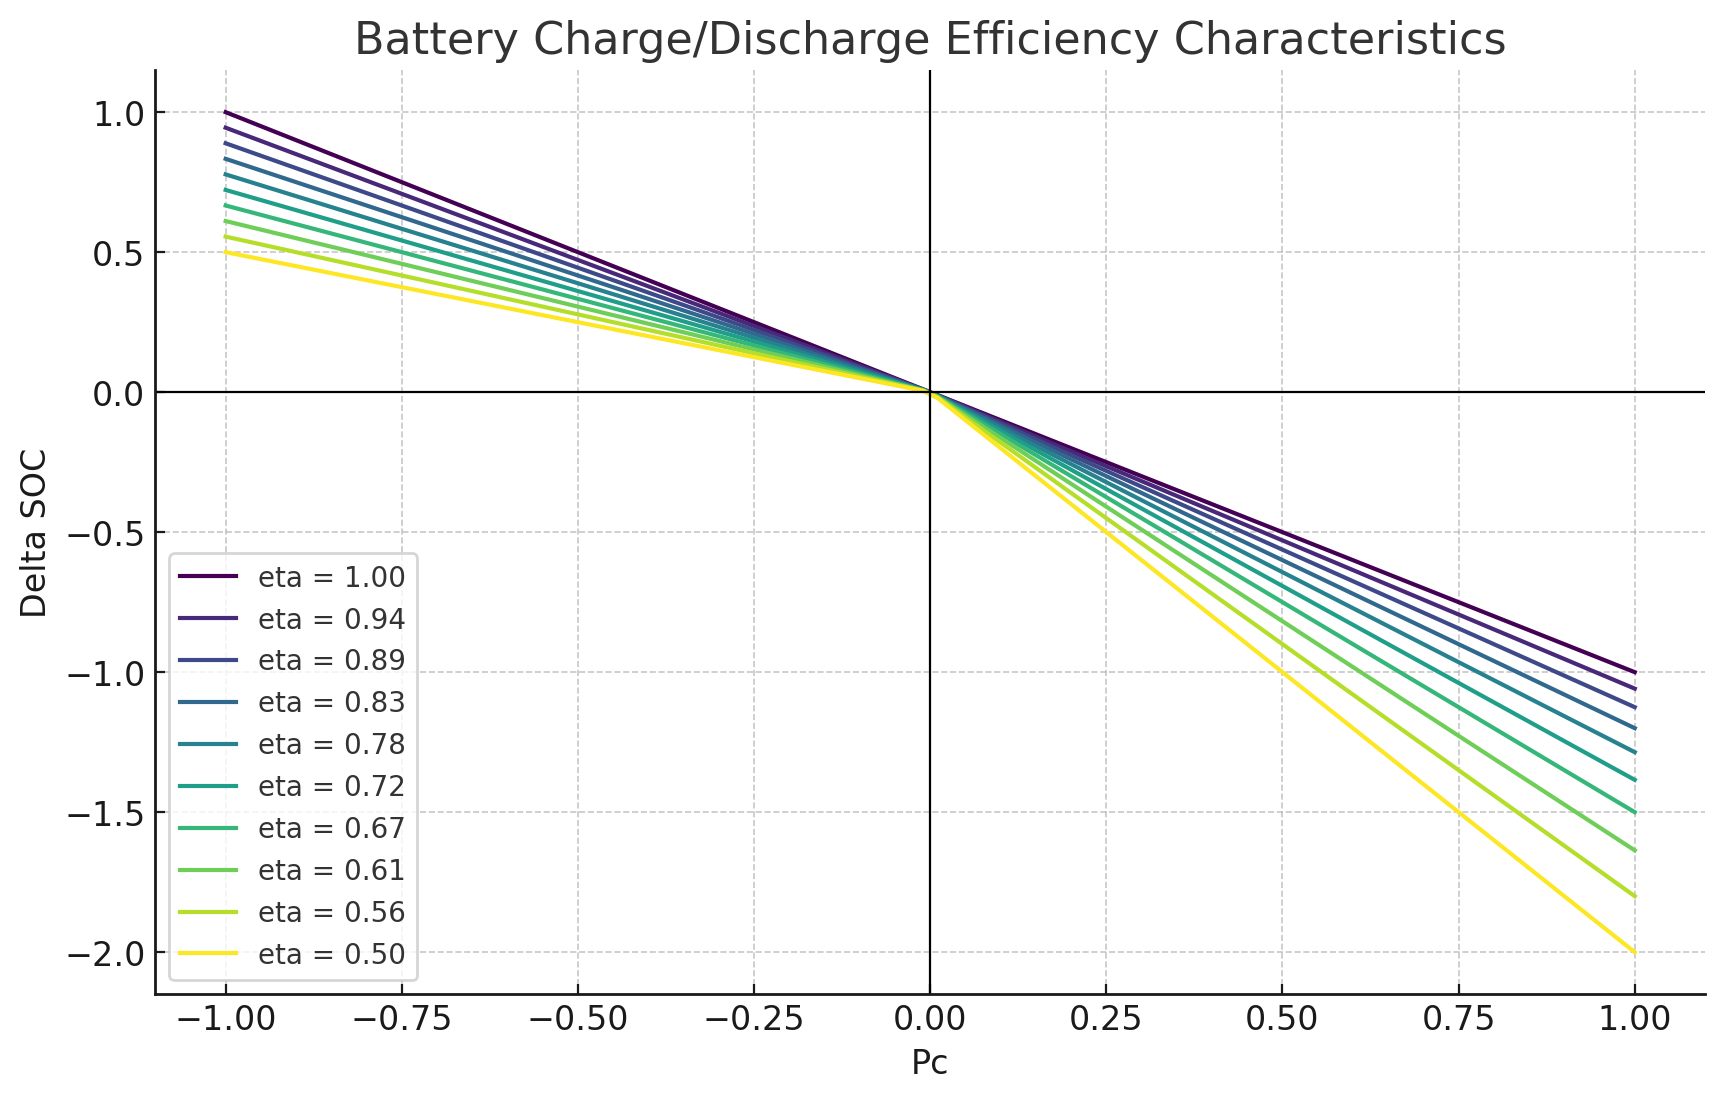 Battery Charge/Discharge Efficiency Characteristics
1.0
0.5
0.0
−0.5
−1.0
−1.5
−2.0
Delta SOC
eta = 1.00
eta = 0.94
eta = 0.89
eta = 0.83
eta = 0.78
eta = 0.72
eta = 0.67
eta = 0.61
eta = 0.56
eta = 0.50
−1.00 −0.75 −0.50 −0.25 0.00 0.25 0.50 0.75 1.00
Pc